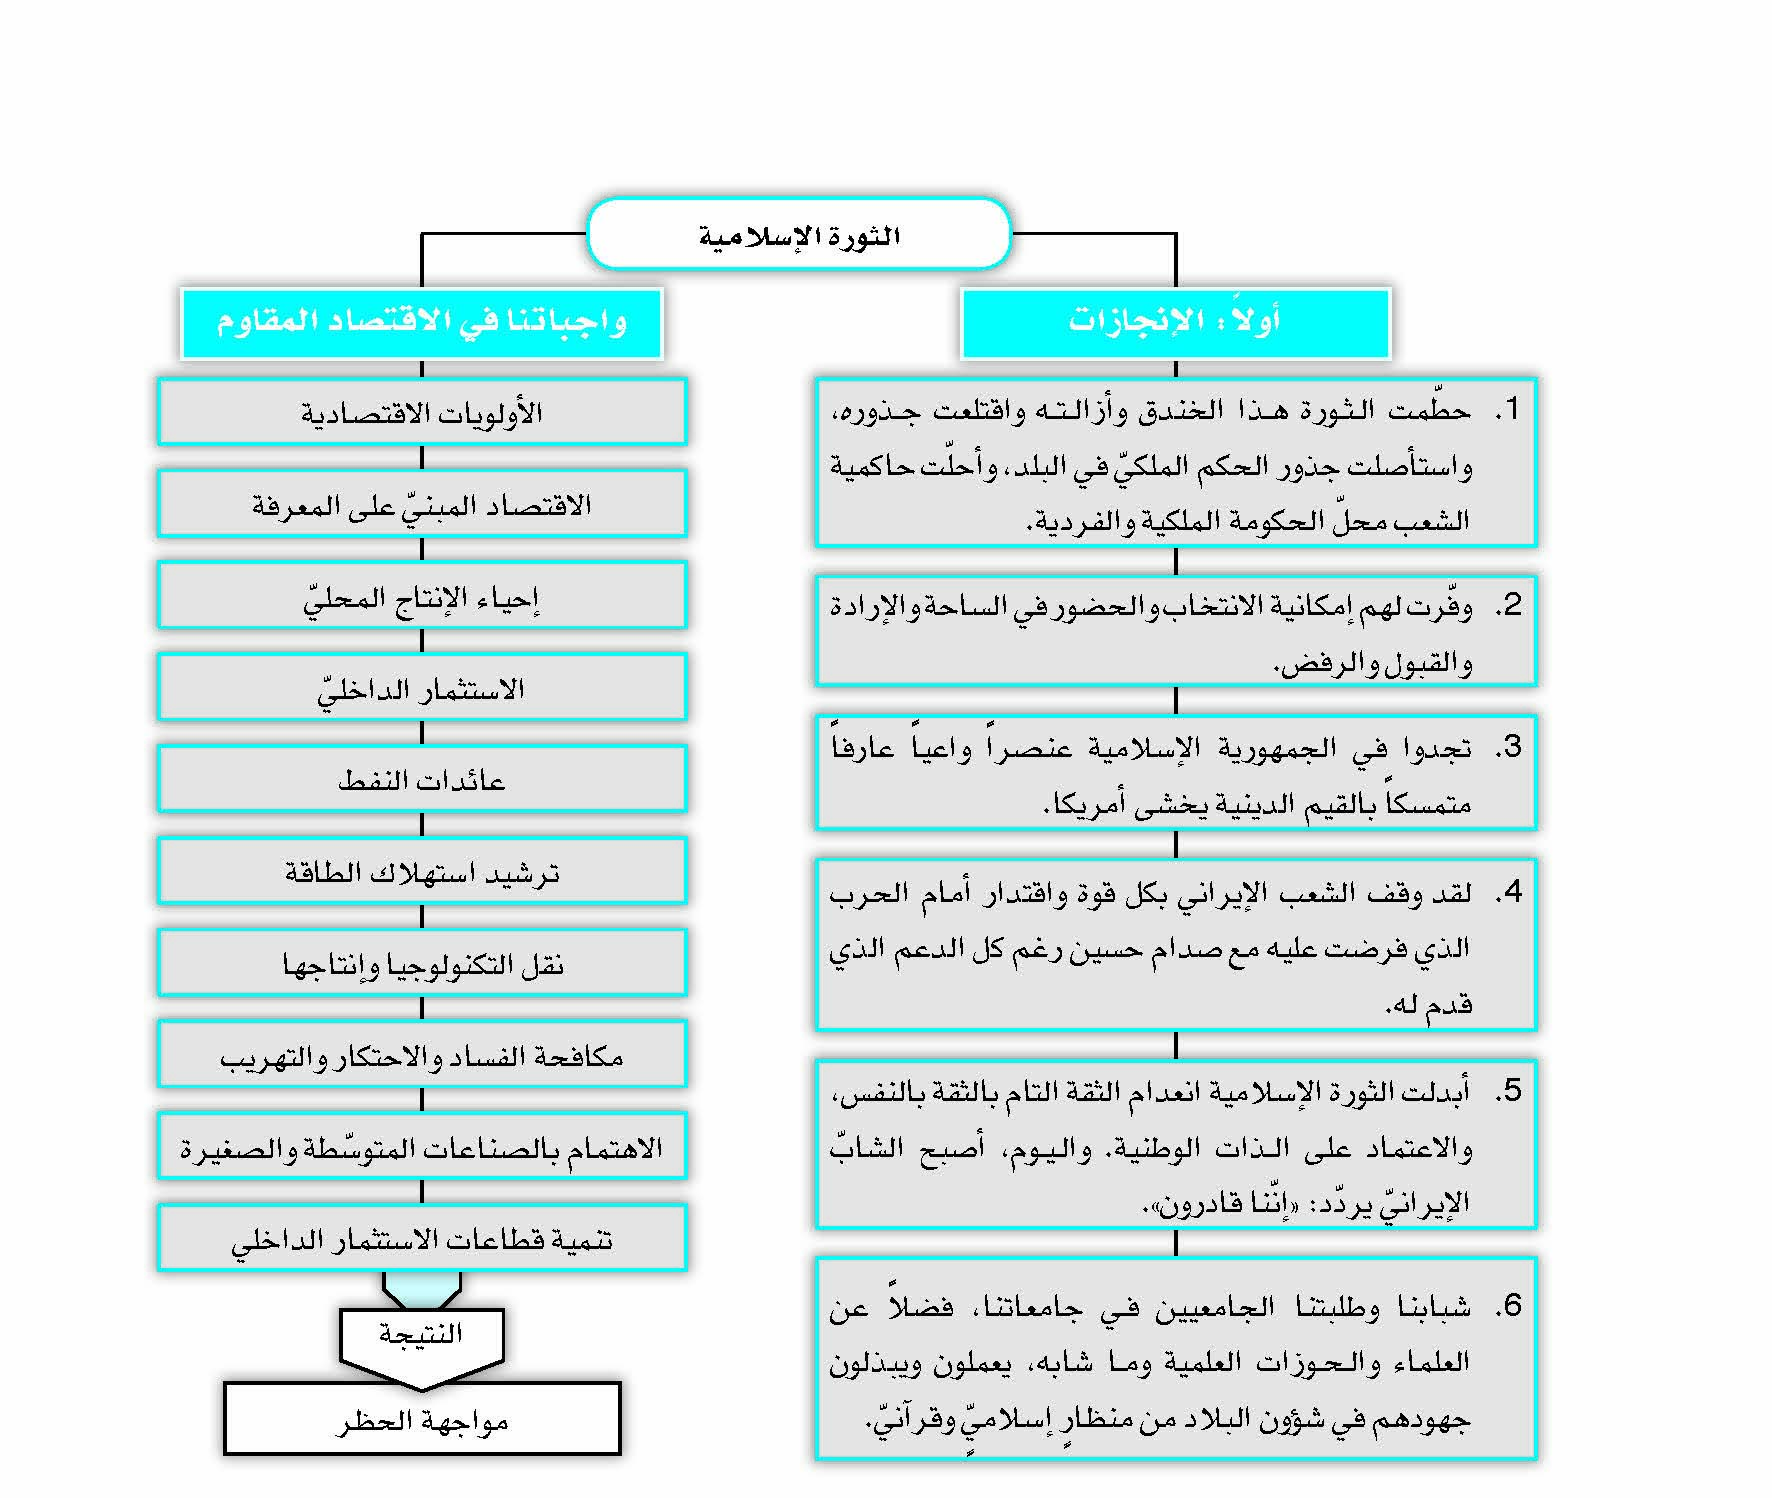 الثورة الإسلامية
أولاً: الإنجازات
1. حطّمت الثورة هذا الخندق وأزالته واقتلعت جذوره،
واستأصلت جذور الحكم الملكيّ في البلد، وأحلّت حاكمية
الشعب محلّ الحكومة الملكية والفردية.
2. وفّرت لهم إمكانية الانتخاب والحضور في الساحة والإرادة
والقبول والرفض.
3. تجدوا في الجمهورية الإسلامية عنصراً واعياً عارفاً
متمسكاً بالقيم الدينية يخشى أمريكا.
4. لقد وقف الشعب الإيراني بكل قوة واقتدار أمام الحرب
الذي فرضت عليه مع صدام حسين رغم كل الدعم الذي
قدم له.
5. أبدلت الثورة الإسلامية انعدام الثقة التام بالثقة بالنفس،
والاعتماد على الذات الوطنية. واليوم، أصبح الشابّ
الإيرانيّ يردّد: «إنّنا قادرون».
6. شبابنا وطلبتنا الجامعيين في جامعاتنا، فضلاً عن
العلماء والحوزات العلمية وما شابه، يعملون ويبذلون
جهودهم في شؤون البلاد من منظارٍ إسلاميٍّ وقرآنيّ.
واجباتنا في الاقتصاد المقاوم
الأولويات الاقتصادية
الاقتصاد المبنيّ على المعرفة
إحياء الإنتاج المحليّ
الاستثمار الداخليّ
عائدات النفط
ترشيد استهلاك الطاقة
نقل التكنولوجيا وإنتاجها
مكافحة الفساد والاحتكار والتهريب
الاهتمام بالصناعات المتوسّطة والصغيرة
تنمية قطاعات الاستثمار الداخلي
النتيجة
مواجهة الحظر